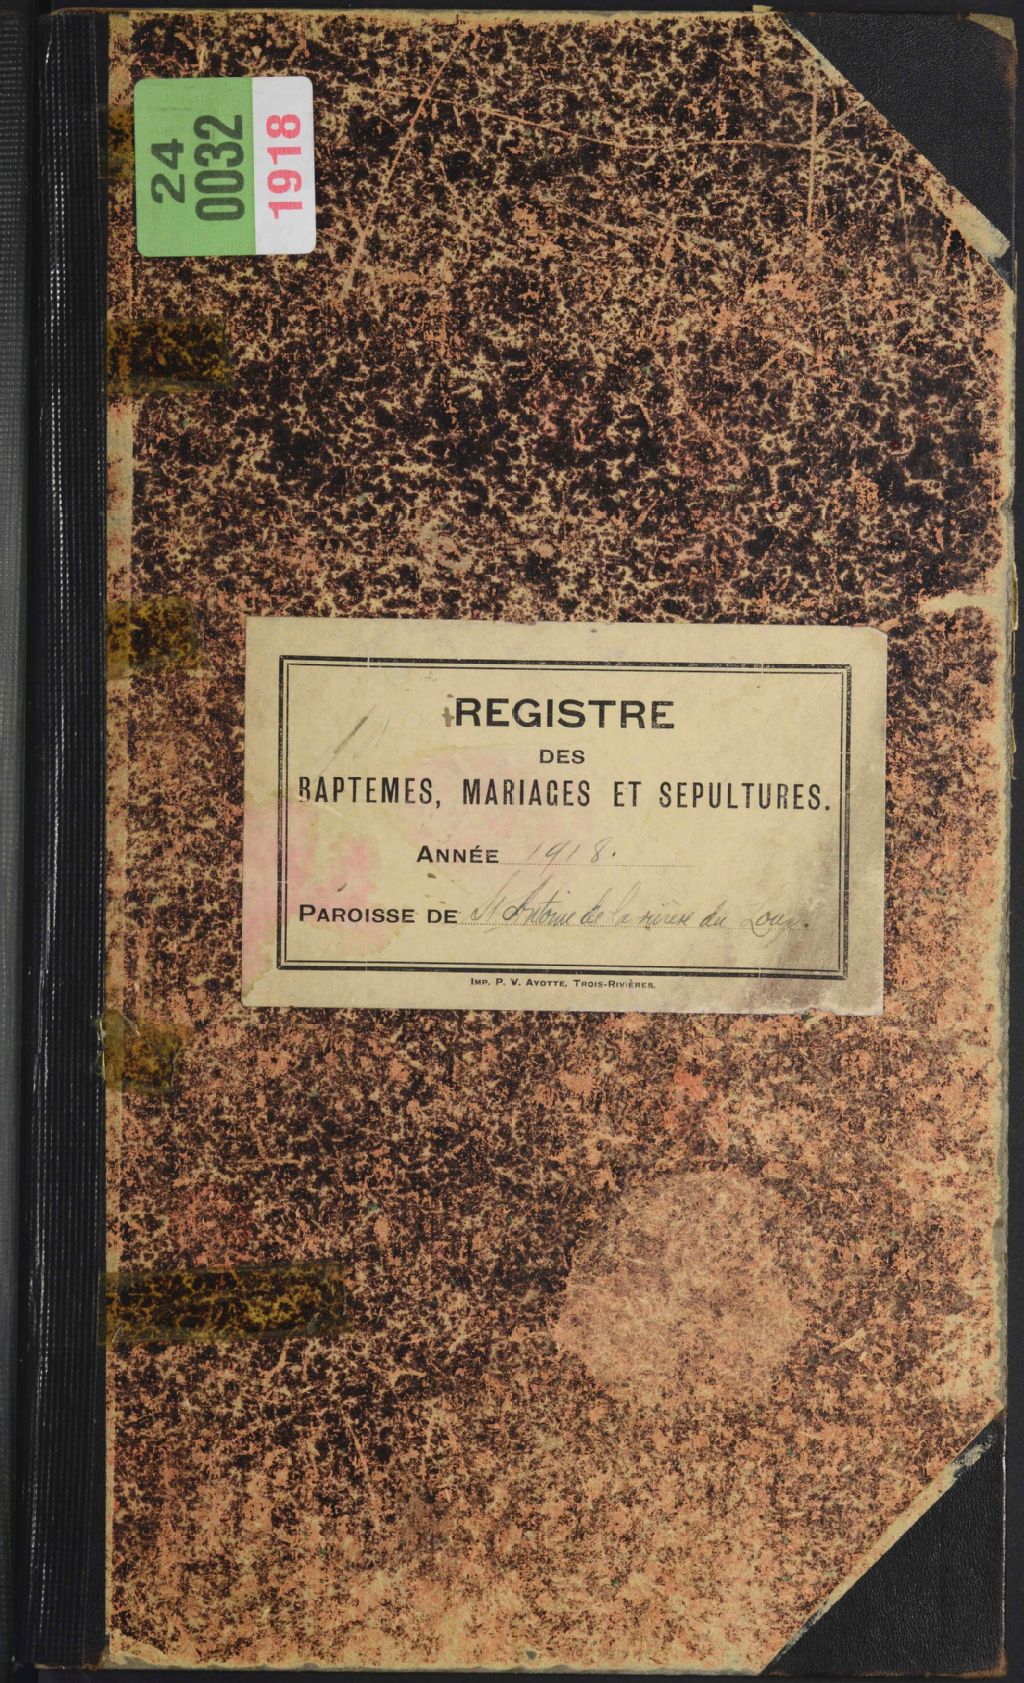 24
0032
1918
REGISTRE
DES
BAPTEMES, MARIAGES ET SEPULTURES.
ANNÉE 1918.
PAROISSE DE St Antoine de la rivière du Loup.
IMP. P. V. AYOTTE, TROIS-RIVIÈRES.